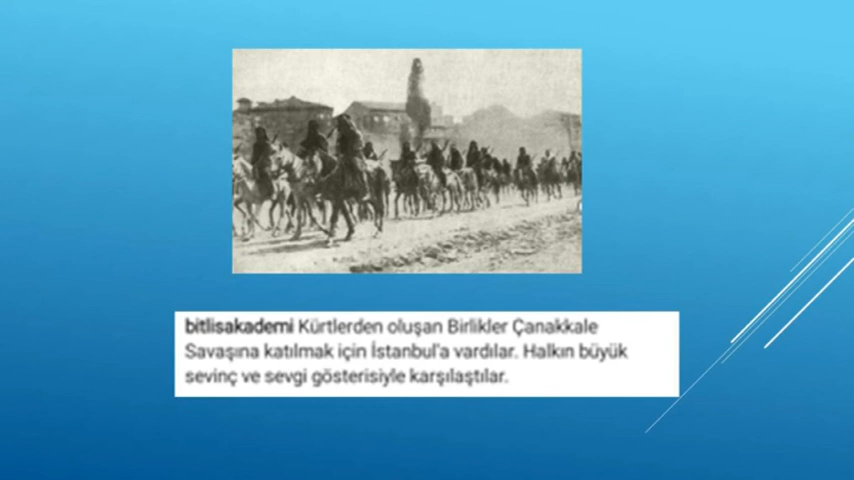 bitlisakademi Kürtlerden oluşan Birlikler Çanakkale
Savaşına katılmak için İstanbul'a vardılar. Halkın büyük
sevinç ve sevgi gösterisiyle karşılaştılar.